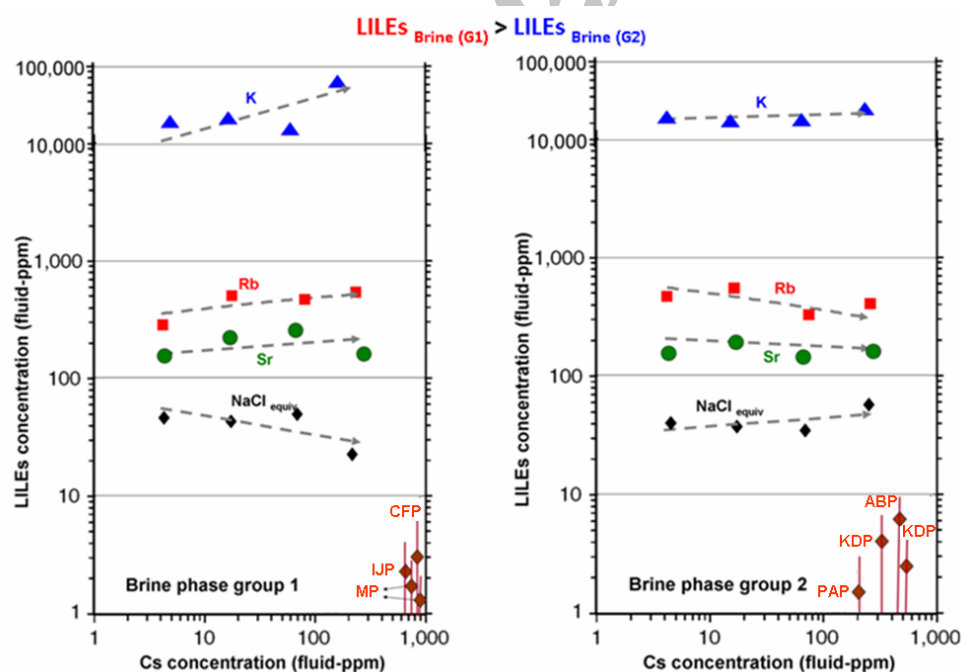 LILEs Brine (G1) > LILEs Brine (G2)
LILEs concentration (fluid-ppm)
100,000
10,000
1,000
100
10
1
K
Rb
Sr
NaCl equiv
CFP
IJP
MP
Brine phase group 1
1 10 100 1,000
Cs concentration (fluid-ppm)
LILEs concentration (fluid-ppm)
100,000
10,000
1,000
100
10
1
K
Rb
Sr
NaCl equiv
ABP
KDP
KDP
PAP
Brine phase group 2
1 10 100 1,000
Cs concentration (fluid-ppm)